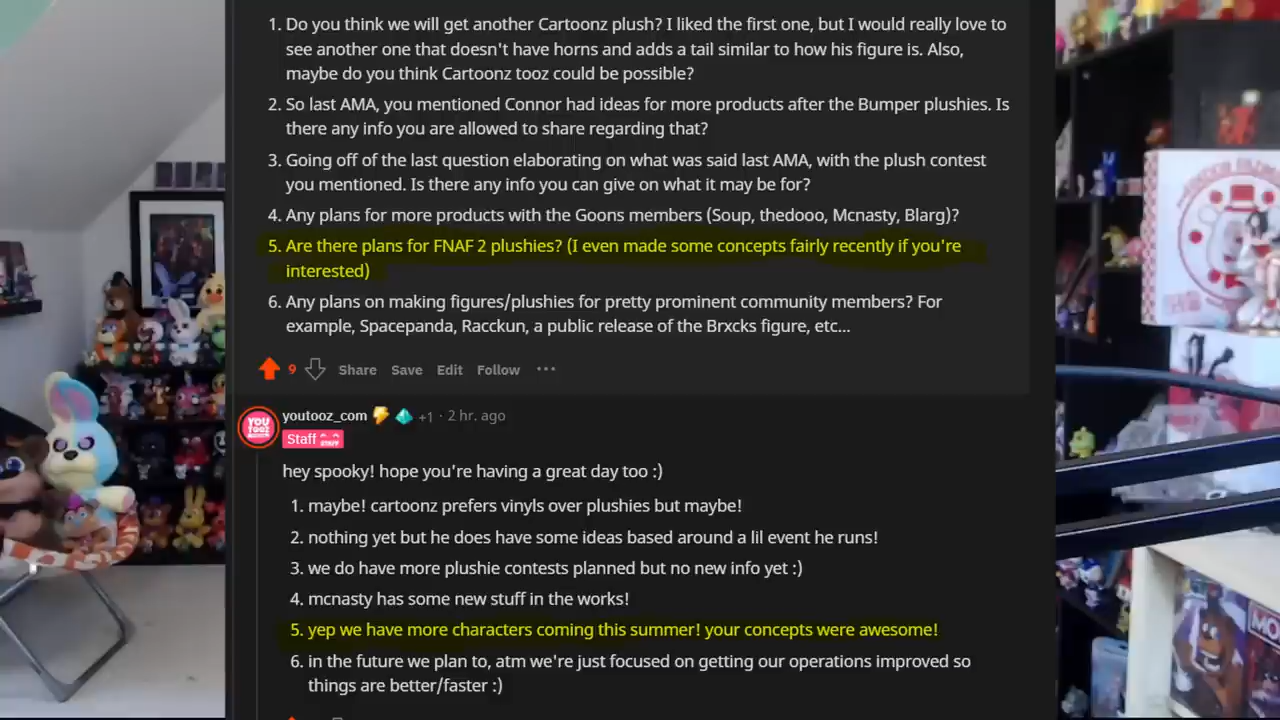 1. Do you think we will get another Cartoonz plush? I liked the first one, but I would really love to
see another one that doesn't have horns and adds a tail similar to how his figure is. Also,
maybe do you think Cartoonz tooz could be possible?
2. So last AMA, you mentioned Connor had ideas for more products after the Bumper plushies. Is
there any info you are allowed to share regarding that?
3. Going off of the last question elaborating on what was said last AMA, with the plush contest
you mentioned. Is there any info you can give on what it may be for?
4. Any plans for more products with the Goons members (Soup, thedooo, Mcnasty, Blarg)?
5. Are there plans for FNAF 2 plushies? (I even made some concepts fairly recently if you're
interested)
6. Any plans on making figures/plushies for pretty prominent community members? For
example, Spacepanda, Racckun, a public release of the Brxcks figure, etc...
9 Share Save Edit Follow ...
YOU TOOZ
youtooz_com +1 · 2 hr. ago
Staff
hey spooky! hope you're having a great day too :)
1. maybe! cartoonz prefers vinyls over plushies but maybe!
2. nothing yet but he does have some ideas based around a lil event he runs!
3. we do have more plushie contests planned but no new info yet :)
4. mcnasty has some new stuff in the works!
5. yep we have more characters coming this summer! your concepts were awesome!
6. in the future we plan to, atm we're just focused on getting our operations improved so
things are better/faster :)